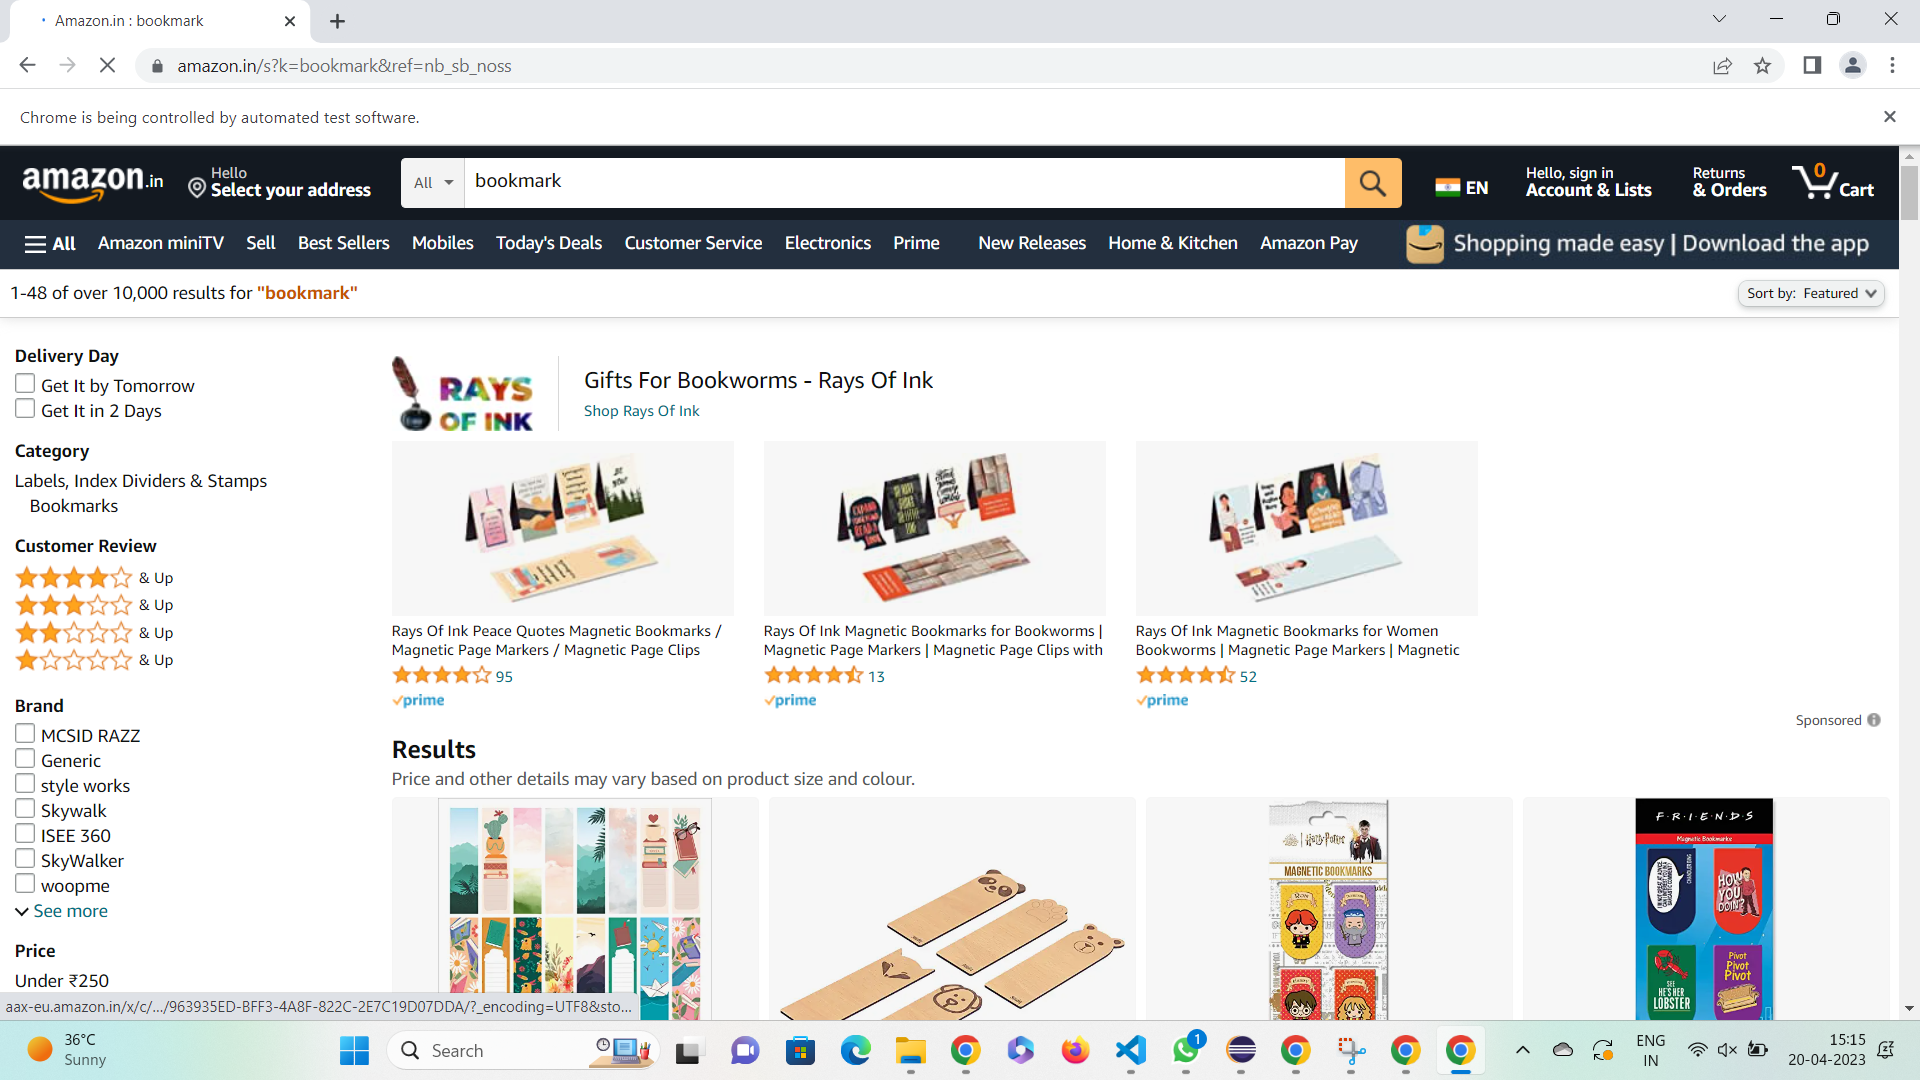 Amazon.in : bookmark
amazon.in/s?k=bookmark&ref=nb_sb_noss
Chrome is being controlled by automated test software.
amazon.in
Hello
Select your address
All
bookmark
EN
Hello, sign in
Account & Lists
Returns
& Orders
0
Cart
All Amazon miniTV Sell Best Sellers Mobiles Today's Deals Customer Service Electronics Prime New Releases Home & Kitchen Amazon Pay
Shopping made easy | Download the app
1-48 of over 10,000 results for "bookmark"
Sort by: Featured
Delivery Day
Get It by Tomorrow
Get It in 2 Days
Category
Labels, Index Dividers & Stamps
Bookmarks
Customer Review
& Up
& Up
& Up
& Up
Brand
MCSID RAZZ
Generic
style works
Skywalk
ISEE 360
SkyWalker
woopme
See more
Price
Under ₹250
RAYS
OF INK
Gifts For Bookworms - Rays Of Ink
Shop Rays Of Ink
Rays Of Ink Peace Quotes Magnetic Bookmarks /
Magnetic Page Markers / Magnetic Page Clips
95
prime
Rays Of Ink Magnetic Bookmarks for Bookworms |
Magnetic Page Markers | Magnetic Page Clips with
13
prime
Rays Of Ink Magnetic Bookmarks for Women
Bookworms | Magnetic Page Markers | Magnetic
52
prime
Sponsored
Results
Price and other details may vary based on product size and colour.
Harry Potter
MAGNETIC BOOKMARKS
F·R·I·E·N·D·S
Magnetic Bookmarks
HOW
YOU
DOIN?
SEE
HE'S HER
LOBSTER
Pivot
Pivot
Pivot
aax-eu.amazon.in/x/c/.../963935ED-BFF3-4A8F-822C-2E7C19D07DDA/?_encoding=UTF8&sto...
36°C
Sunny
Search
1
ENG
IN
15:15
20-04-2023